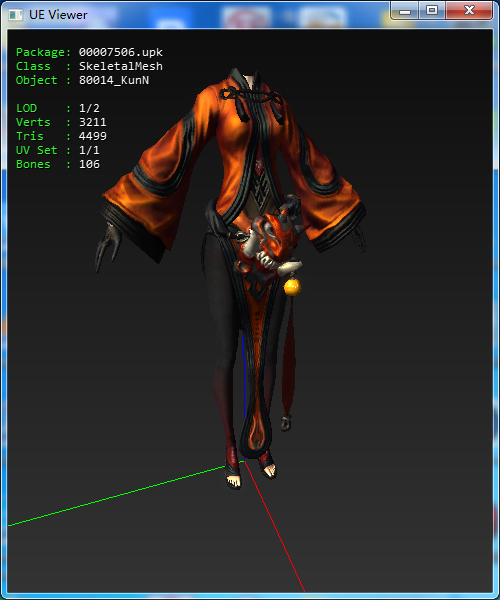 UE Viewer
Package: 00007506.upk
Class : SkeletalMesh
Object : 80014_KunN
LOD : 1/2
Verts : 3211
Tris : 4499
UV Set : 1/1
Bones : 106